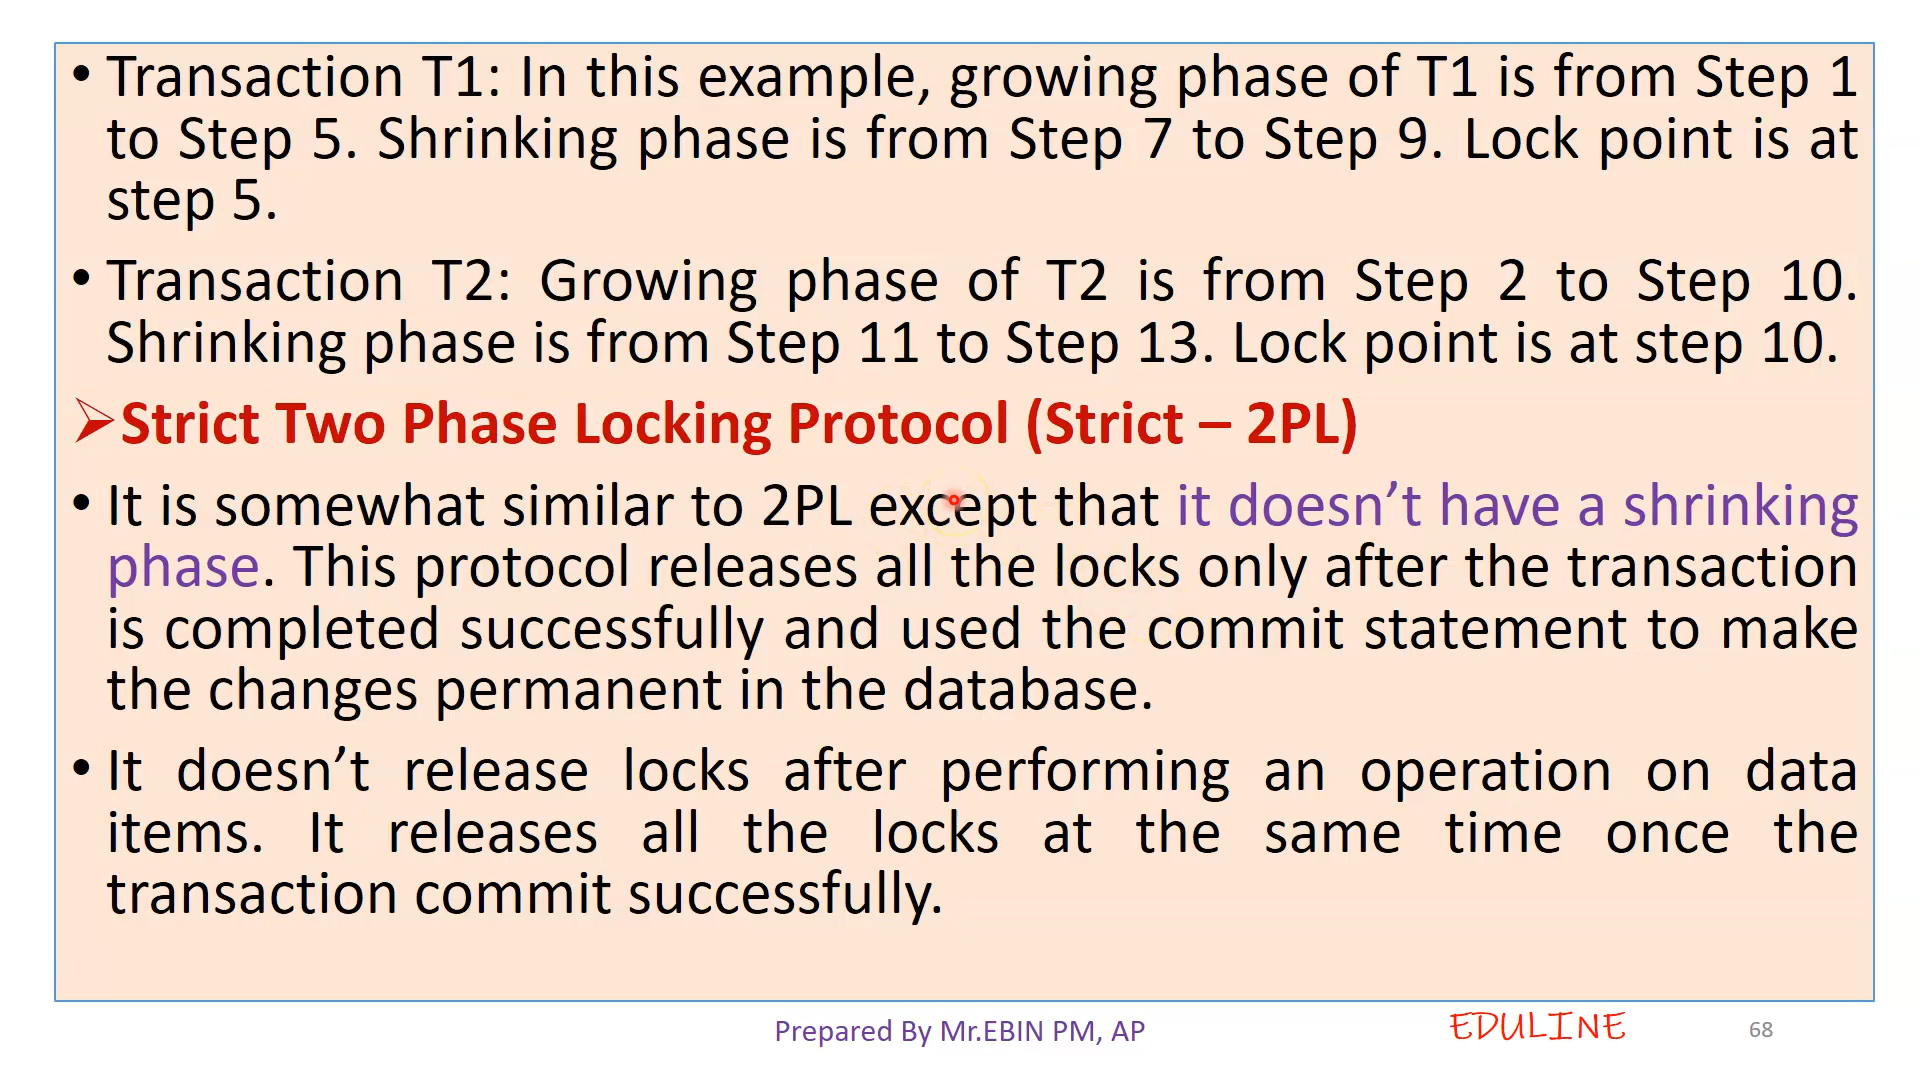 • Transaction T1: In this example, growing phase of T1 is from Step 1
to Step 5. Shrinking phase is from Step 7 to Step 9. Lock point is at
step 5.
• Transaction T2: Growing phase of T2 is from Step 2 to Step 10.
Shrinking phase is from Step 11 to Step 13. Lock point is at step 10.
➢Strict Two Phase Locking Protocol (Strict – 2PL)
• It is somewhat similar to 2PL except that it doesn’t have a shrinking
phase. This protocol releases all the locks only after the transaction
is completed successfully and used the commit statement to make
the changes permanent in the database.
• It doesn’t release locks after performing an operation on data
items. It releases all the locks at the same time once the
transaction commit successfully.
Prepared By Mr.EBIN PM, AP
EDULINE
68